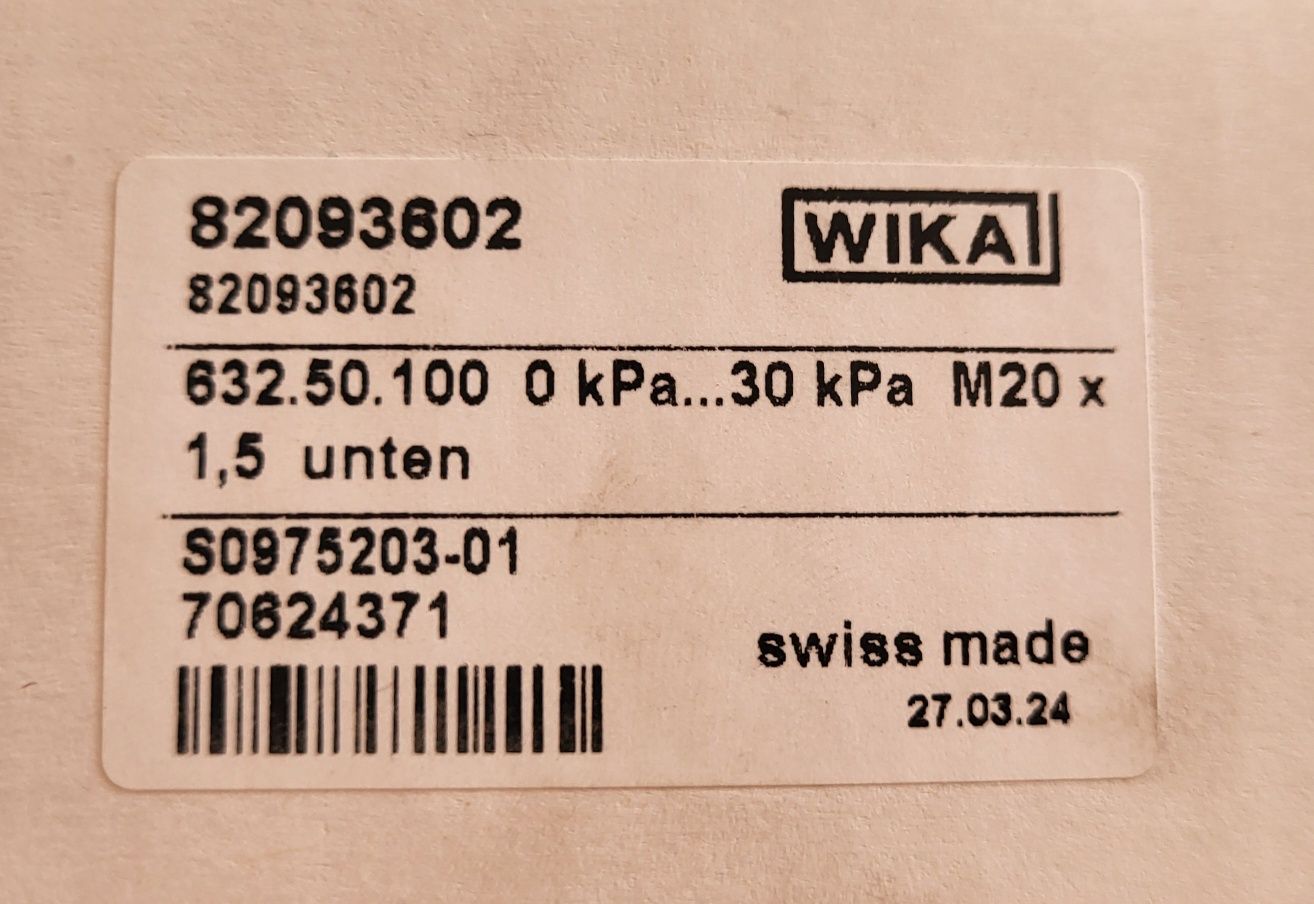 82093602
WIKA
82093602
632.50.100 0 kPa...30 kPa M20 x
1,5 unten
S0975203-01
70624371
swiss made
27.03.24